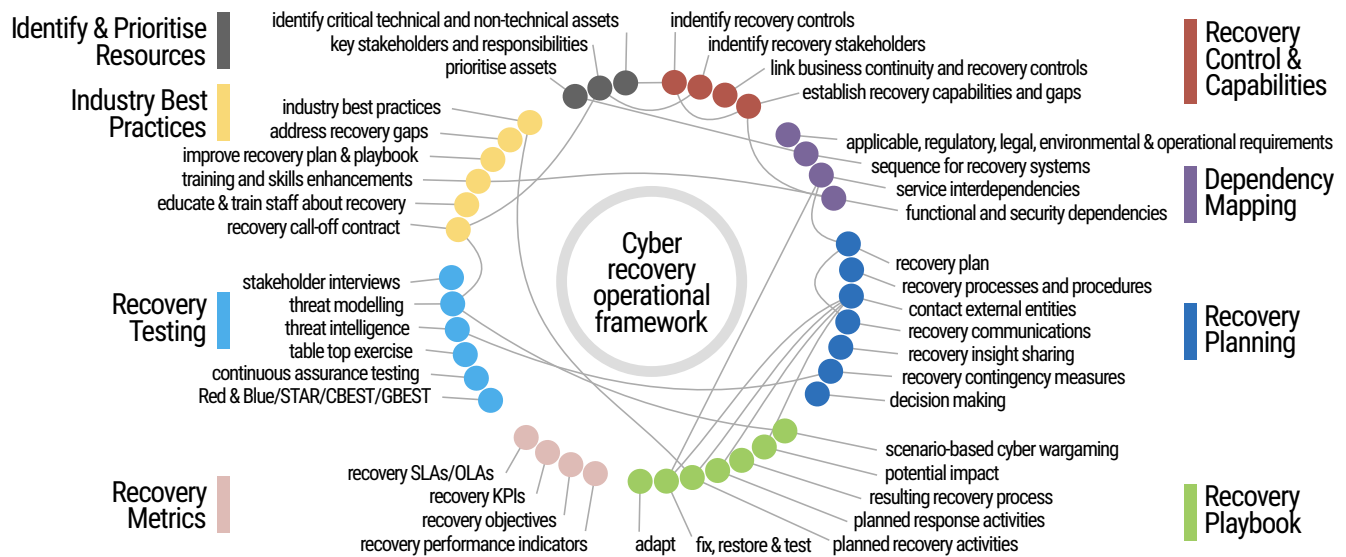 Identify & Prioritise
Resources
identify critical technical and non-technical assets
key stakeholders and responsibilities
prioritise assets
indentify recovery controls
indentify recovery stakeholders
link business continuity and recovery controls
establish recovery capabilities and gaps
Recovery
Control &
Capabilities
Industry Best
Practices
industry best practices
address recovery gaps
improve recovery plan & playbook
training and skills enhancements
educate & train staff about recovery
recovery call-off contract
applicable, regulatory, legal, environmental & operational requirements
sequence for recovery systems
service interdependencies
functional and security dependencies
Dependency
Mapping
Cyber
recovery
operational
framework
Recovery
Testing
stakeholder interviews
threat modelling
threat intelligence
table top exercise
continuous assurance testing
Red & Blue/STAR/CBEST/GBEST
recovery plan
recovery processes and procedures
contact external entities
recovery communications
recovery insight sharing
recovery contingency measures
decision making
Recovery
Planning
Recovery
Metrics
recovery SLAs/OLAs
recovery KPIs
recovery objectives
recovery performance indicators
scenario-based cyber wargaming
potential impact
resulting recovery process
planned response activities
planned recovery activities
fix, restore & test
adapt
Recovery
Playbook